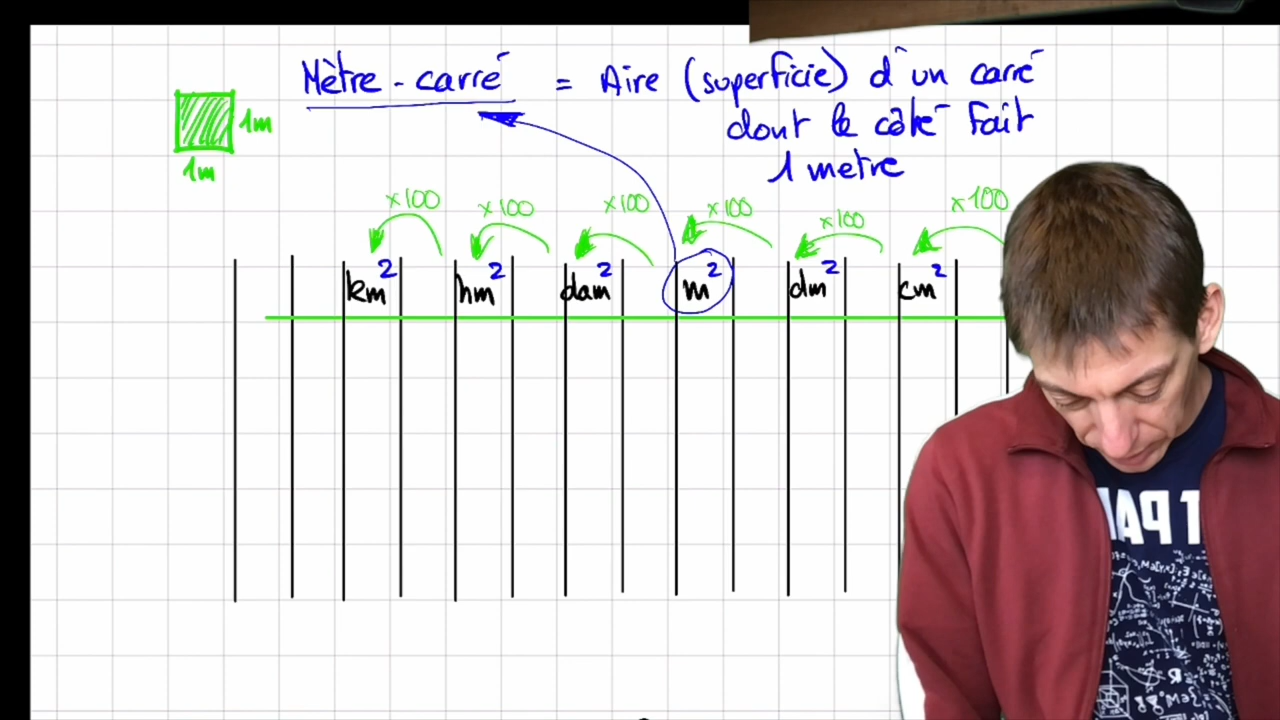 Mètre-carré = Aire (superficie) d'un carré
dont le côté fait
1 metre
1m
1m
×100 ×100 ×100 ×100 ×100 ×100
km² hm² dam² m² dm² cm²